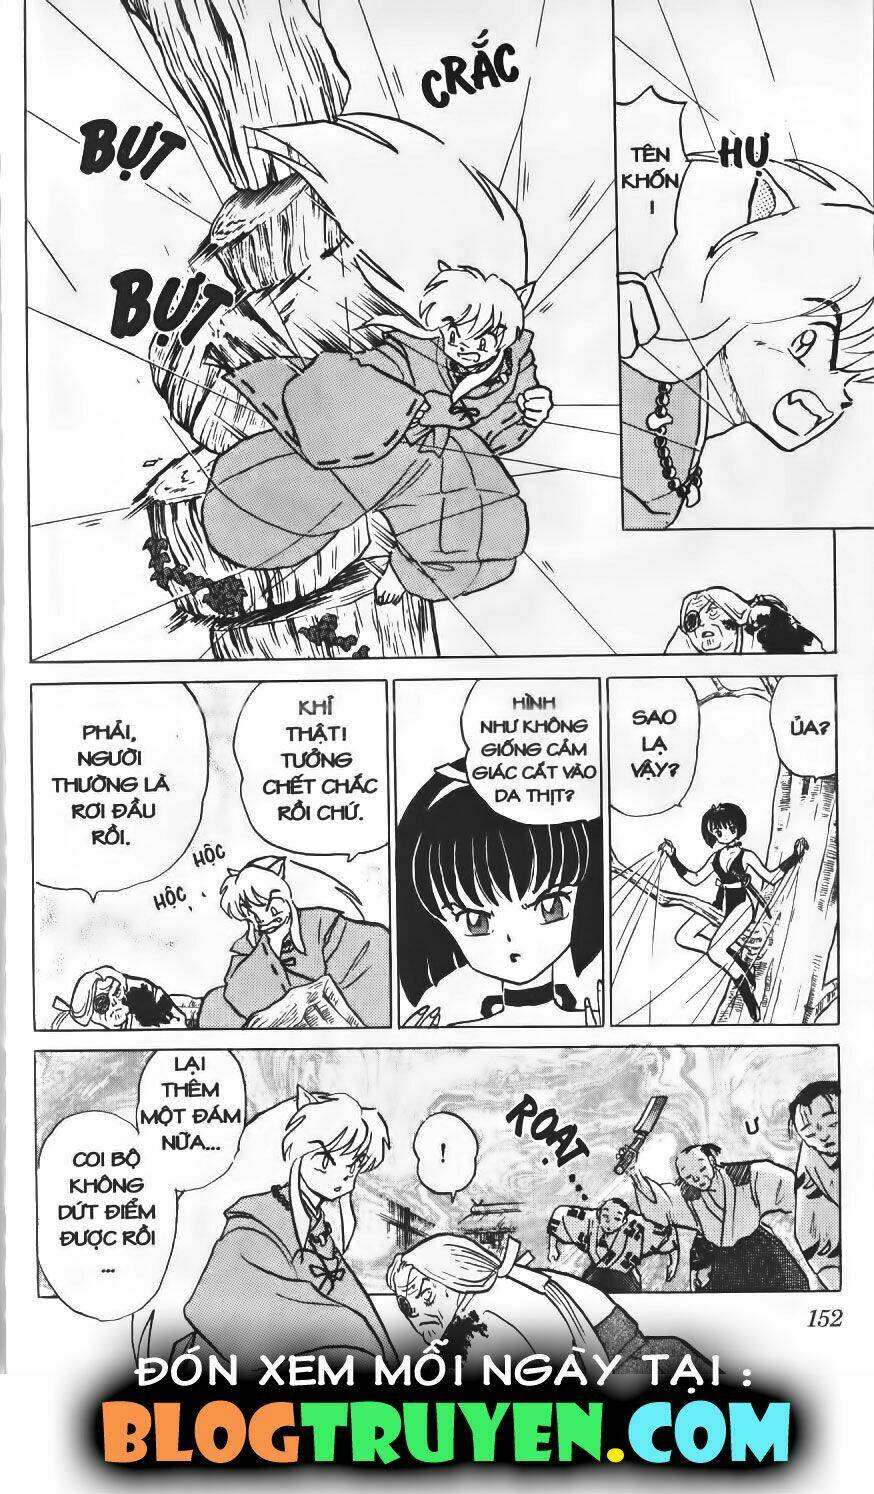 TÊN
KHỐN
!
HỰ
CRẮC
BỰT
BỰT
ỦA?
SAO
LẠ
VẬY?
HÌNH
NHƯ KHÔNG
GIỐNG CẢM
GIÁC CẮT VÀO
DA THỊT?
KHỈ
THẬT!
TƯỞNG
CHẾT CHẮC
RỒI CHỨ.
PHẢI,
NGƯỜI
THƯỜNG LÀ
RƠI ĐẦU
RỒI.
HỘC
HỘC
ROẠT
...
U
!
LẠI
THÊM
MỘT ĐÁM
NỮA...
COI BỘ
KHÔNG
DỨT ĐIỂM
ĐƯỢC RỒI
...
152
ĐÓN XEM MỖI NGÀY TẠI :
BLOGTRUYEN.COM